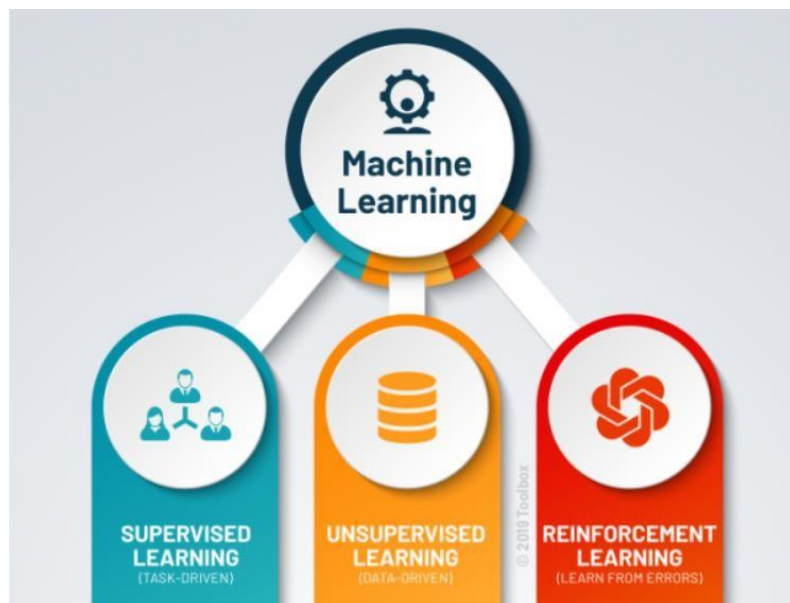 Machine
Learning
SUPERVISED
LEARNING
(TASK-DRIVEN)
UNSUPERVISED
LEARNING
(DATA-DRIVEN)
© 2019 Toolbox
REINFORCEMENT
LEARNING
(LEARN FROM ERRORS)